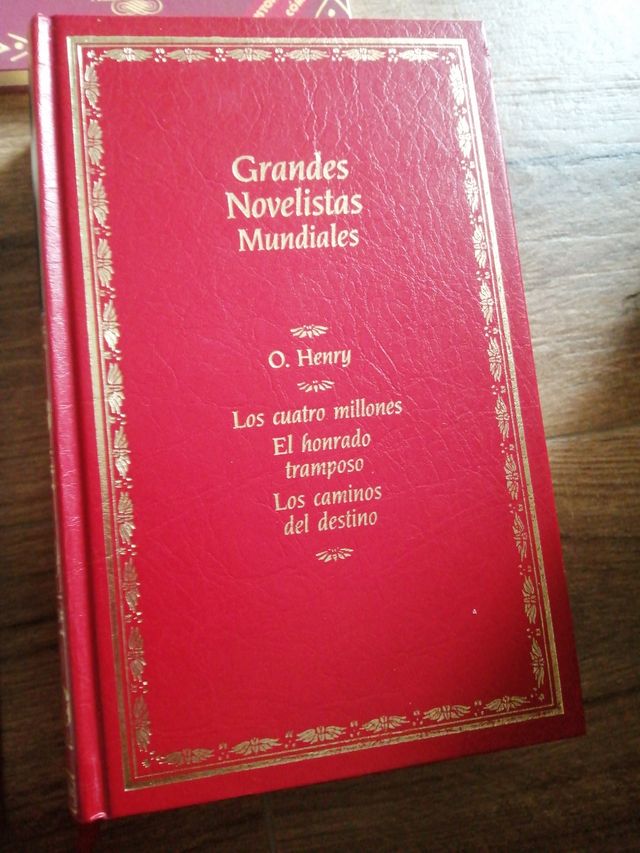 Grandes
Novelistas
Mundiales
O. Henry
Los cuatro millones
El honrado
tramposo
Los caminos
del destino